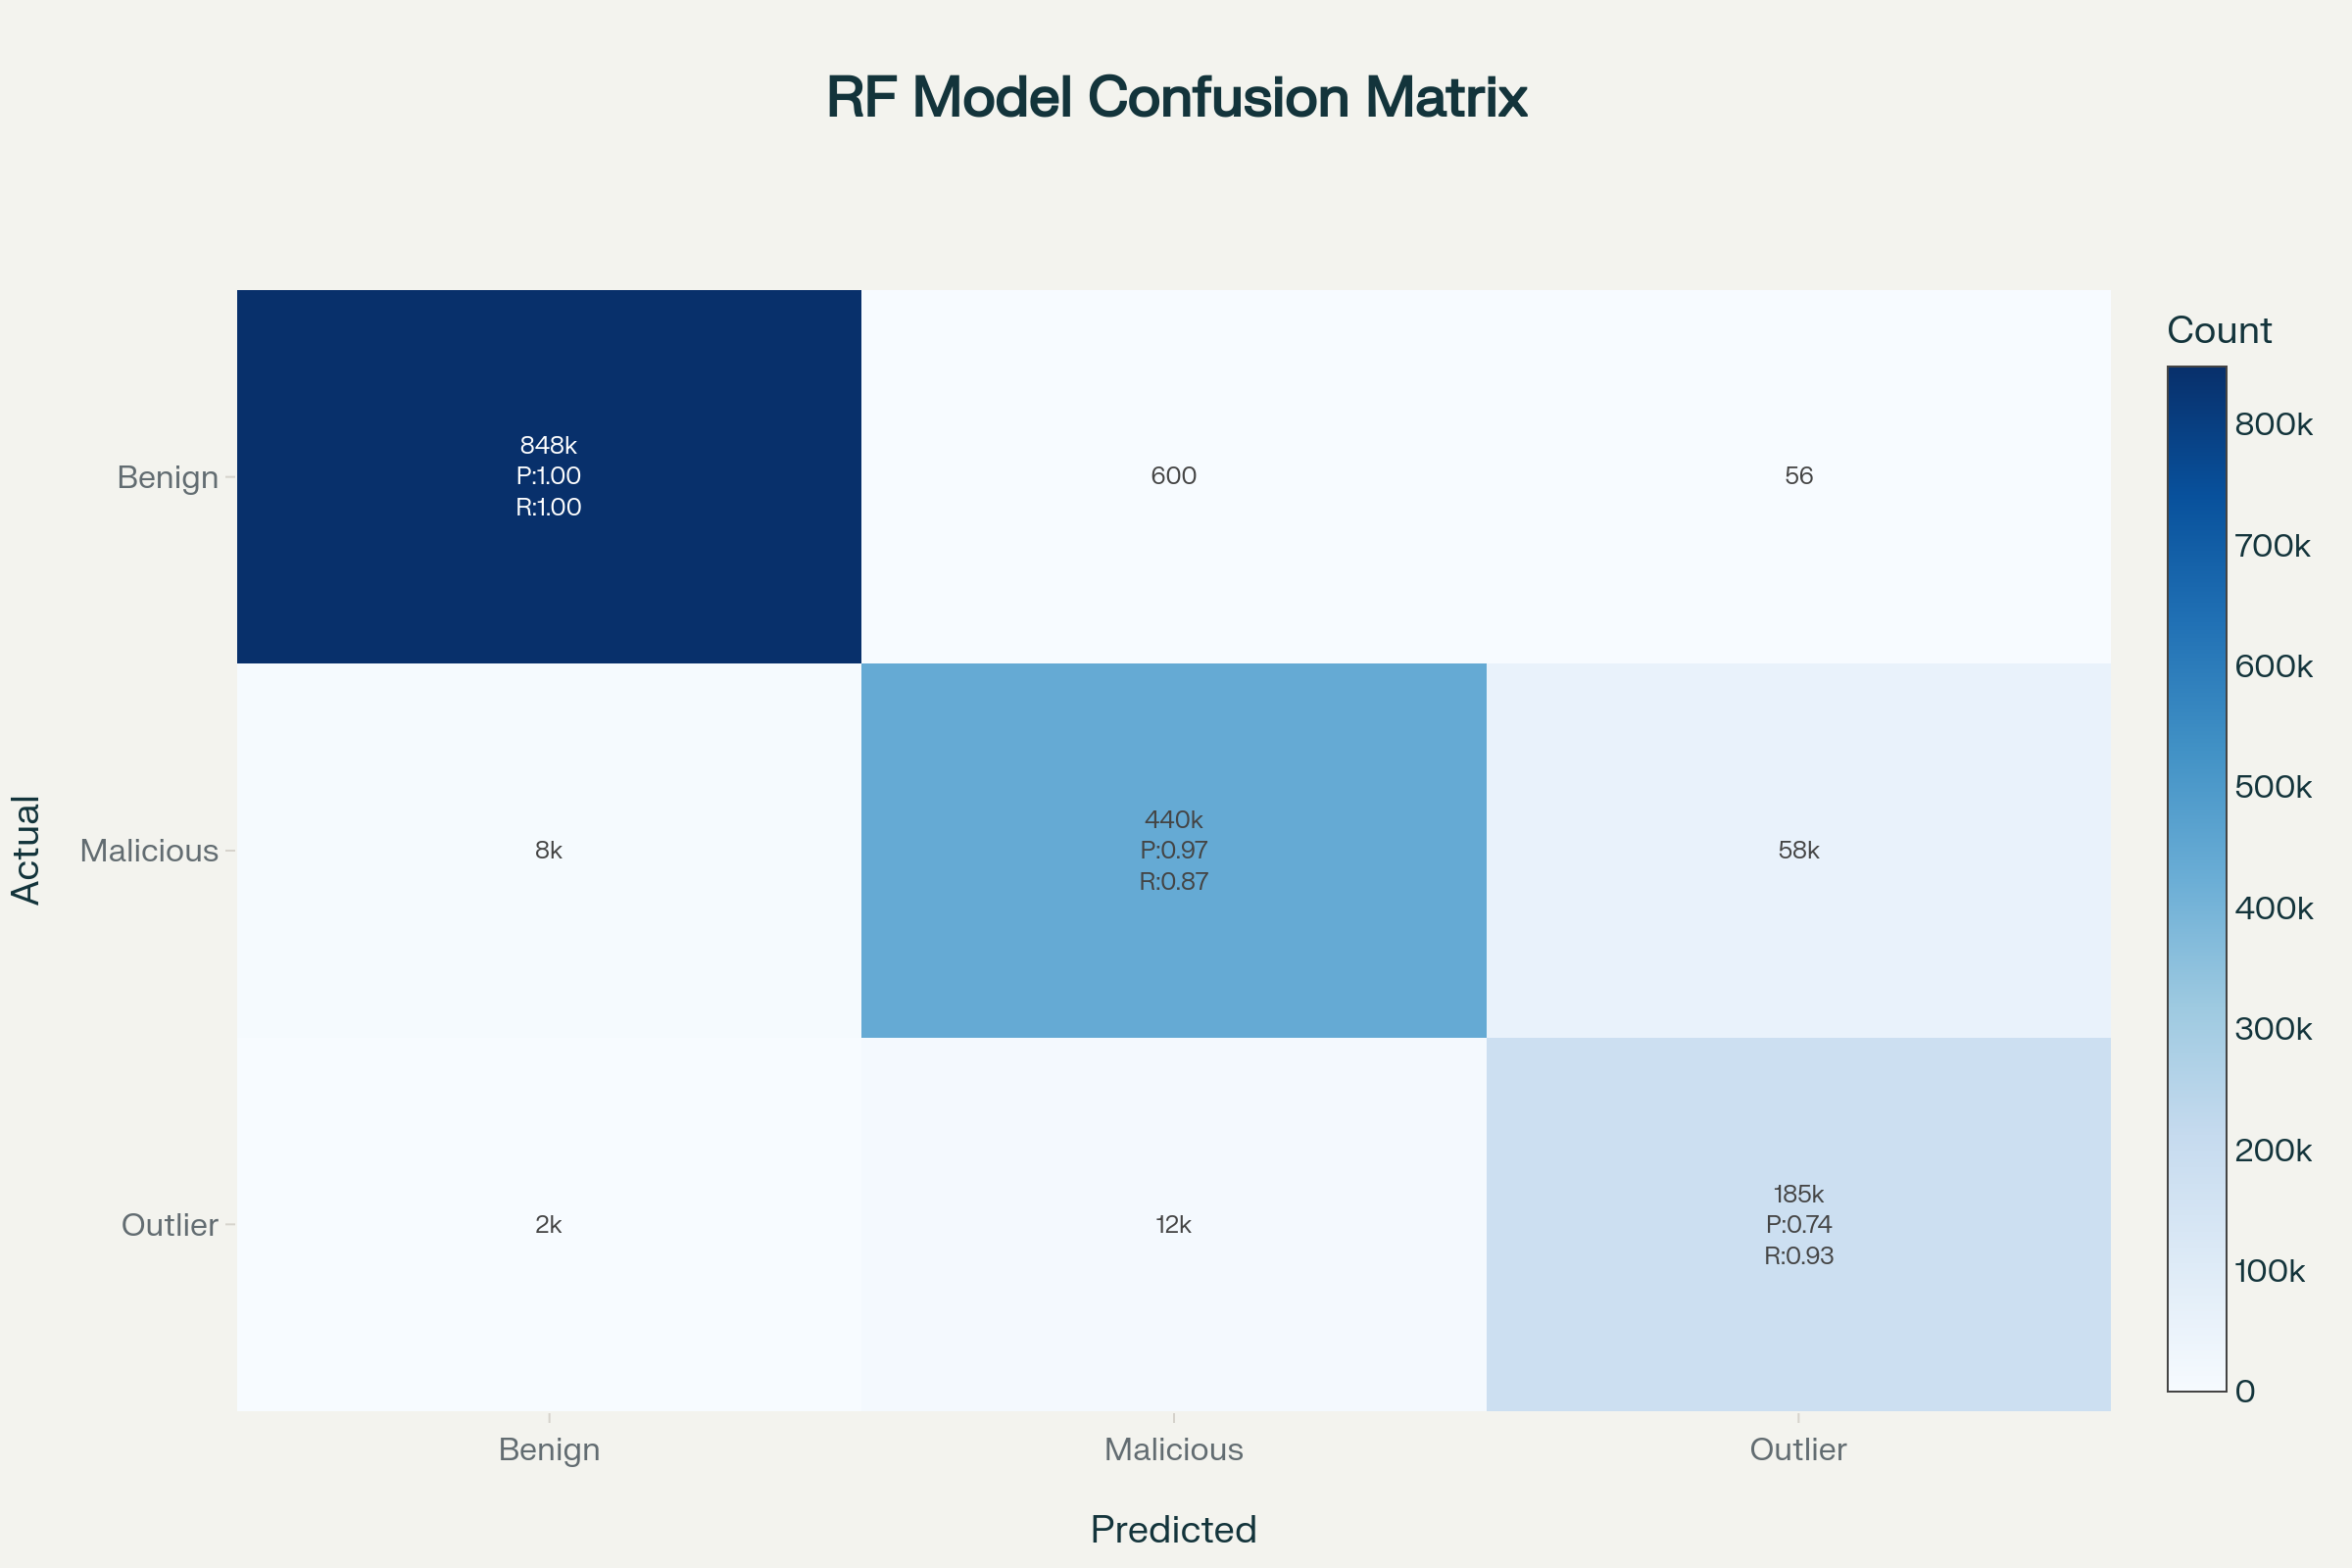 RF Model Confusion Matrix
Count
848k
P:1.00
R:1.00
600
56
Benign
8k
440k
P:0.97
R:0.87
58k
Malicious
2k
12k
185k
P:0.74
R:0.93
Outlier
Actual
800k
700k
600k
500k
400k
300k
200k
100k
0
Benign
Malicious
Outlier
Predicted